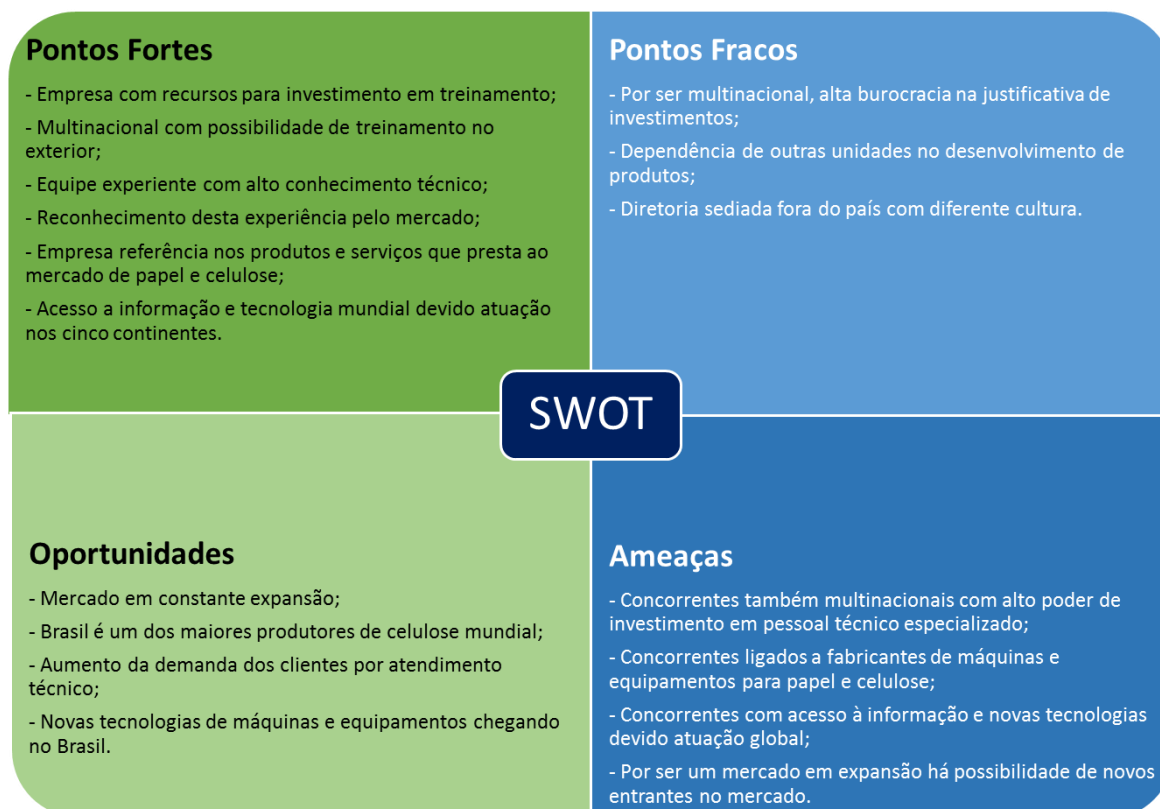 Pontos Fortes
- Empresa com recursos para investimento em treinamento;
- Multinacional com possibilidade de treinamento no
exterior;
- Equipe experiente com alto conhecimento técnico;
- Reconhecimento desta experiência pelo mercado;
- Empresa referência nos produtos e serviços que presta ao
mercado de papel e celulose;
- Acesso a informação e tecnologia mundial devido atuação
nos cinco continentes.
Pontos Fracos
- Por ser multinacional, alta burocracia na justificativa de
investimentos;
- Dependência de outras unidades no desenvolvimento de
produtos;
- Diretoria sediada fora do país com diferente cultura.
SWOT
Oportunidades
- Mercado em constante expansão;
- Brasil é um dos maiores produtores de celulose mundial;
- Aumento da demanda dos clientes por atendimento
técnico;
- Novas tecnologias de máquinas e equipamentos chegando
no Brasil.
Ameaças
- Concorrentes também multinacionais com alto poder de
investimento em pessoal técnico especializado;
- Concorrentes ligados a fabricantes de máquinas e
equipamentos para papel e celulose;
- Concorrentes com acesso à informação e novas tecnologias
devido atuação global;
- Por ser um mercado em expansão há possibilidade de novos
entrantes no mercado.